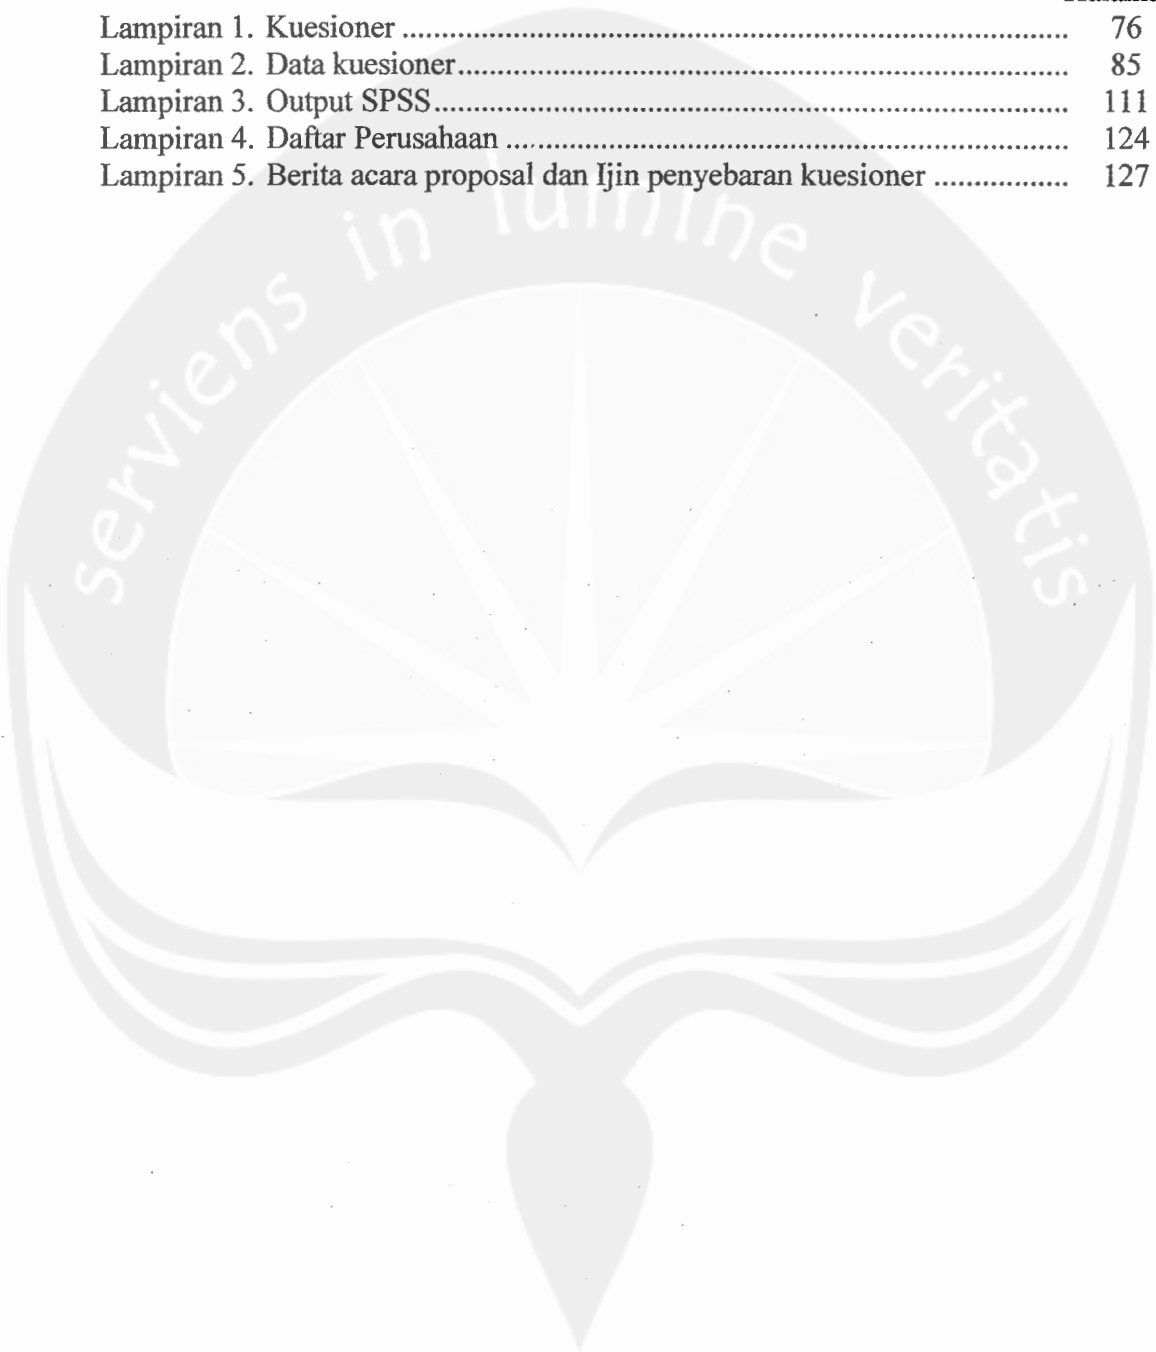 Lampiran 1. Kuesioner ........................................................................ 76
Lampiran 2. Data kuesioner.................................................................. 85
Lampiran 3. Output SPSS..................................................................... 111
Lampiran 4. Daftar Perusahaan ............................................................. 124
Lampiran 5. Berita acara proposal dan Ijin penyebaran kuesioner ................. 127
serviens in lumine veritatis